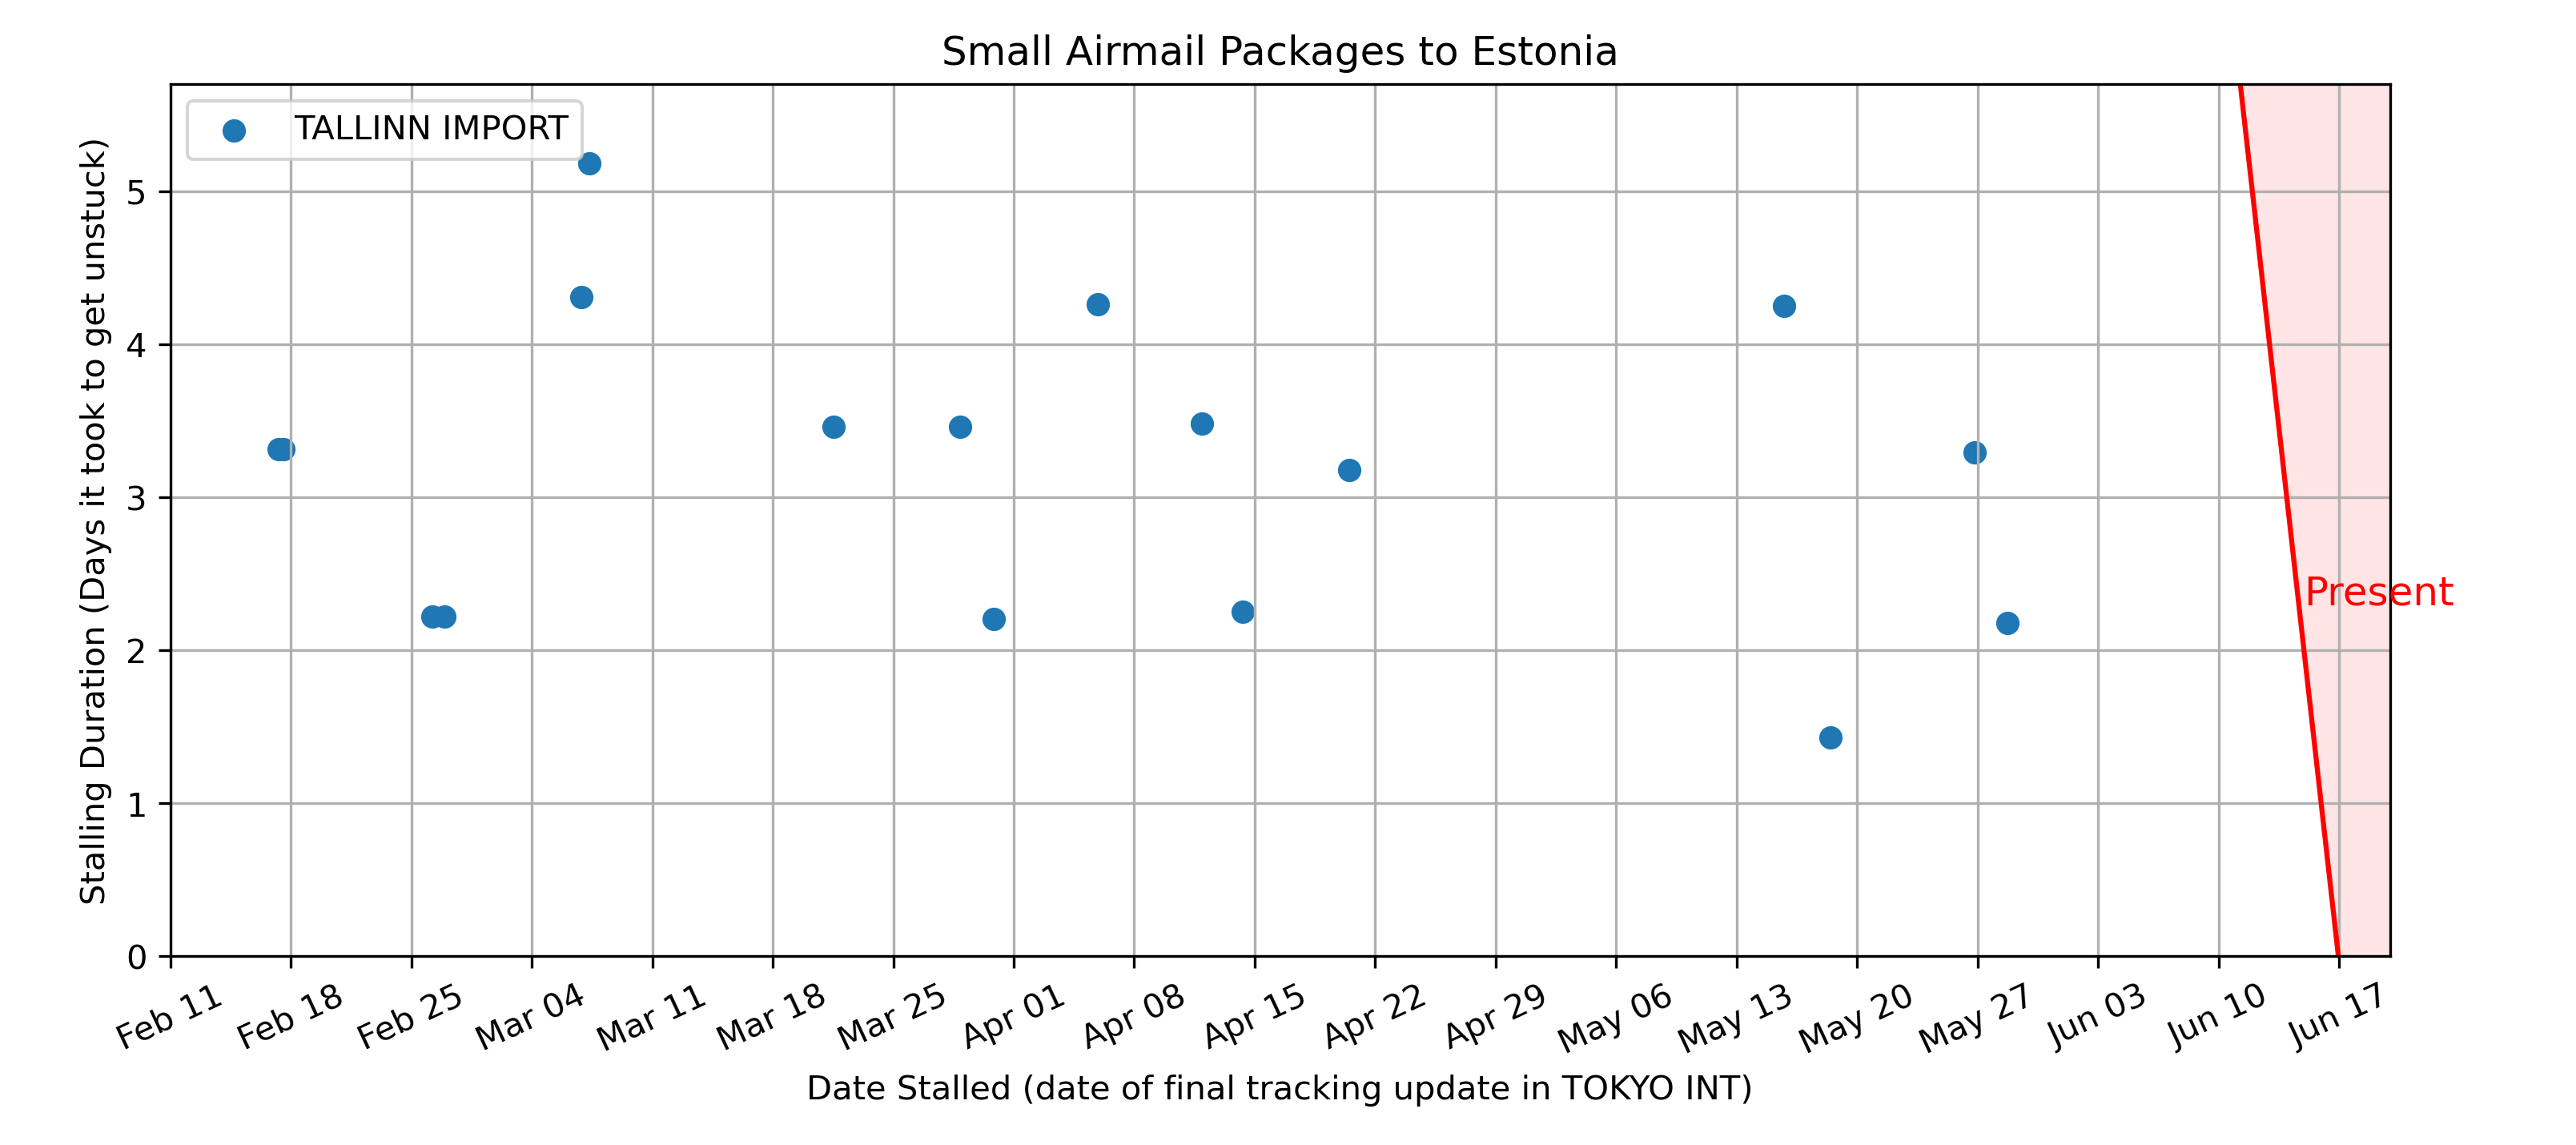 Small Airmail Packages to Estonia
TALLINN IMPORT
Stalling Duration (Days it took to get unstuck)
5
4
3
2
1
0
Present
Feb 11
Feb 18
Feb 25
Mar 04
Mar 11
Mar 18
Mar 25
Apr 01
Apr 08
Apr 15
Apr 22
Apr 29
May 06
May 13
May 20
May 27
Jun 03
Jun 10
Jun 17
Date Stalled (date of final tracking update in TOKYO INT)